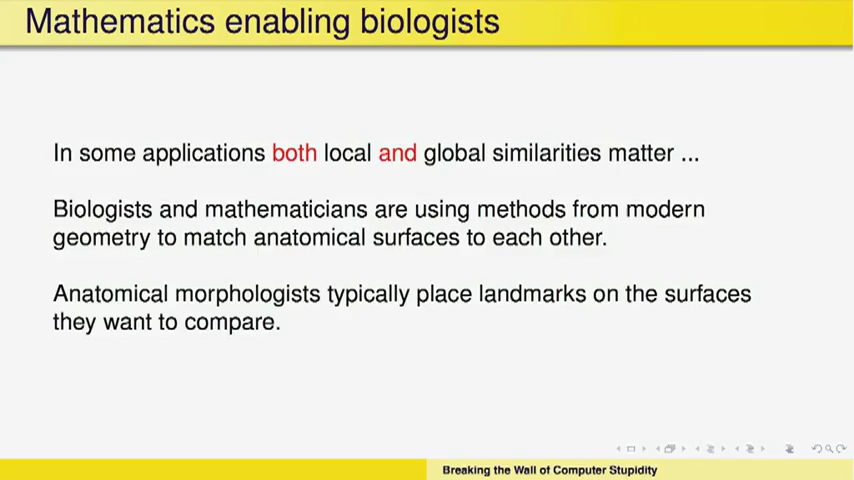 Mathematics enabling biologists
In some applications both local and global similarities matter ...
Biologists and mathematicians are using methods from modern
geometry to match anatomical surfaces to each other.
Anatomical morphologists typically place landmarks on the surfaces
they want to compare.
Breaking the Wall of Computer Stupidity